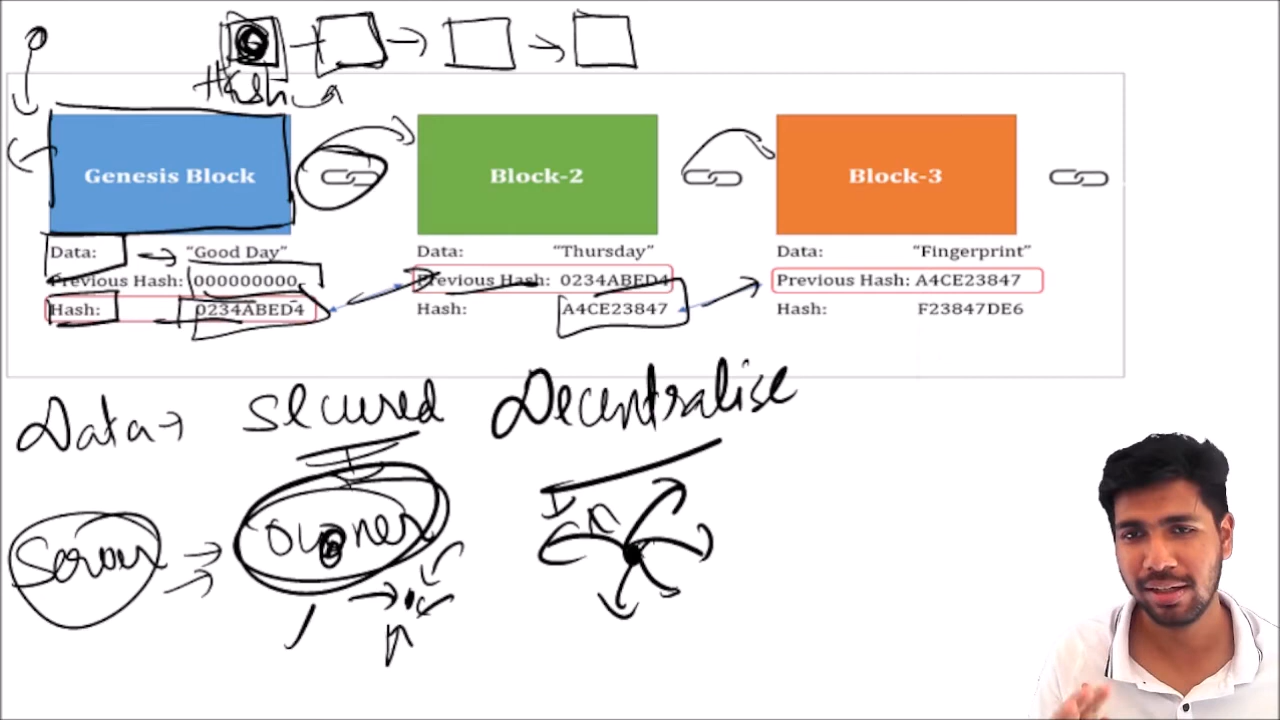 Hash
Genesis Block
Block-2
Block-3
Data: "Good Day"
Previous Hash: 000000000
Hash: 0234ABED4
Data: "Thursday"
Previous Hash: 0234ABED4
Hash: A4CE23847
Data: "Fingerprint"
Previous Hash: A4CE23847
Hash: F23847DE6
Data → secured Decentralise
Server owner